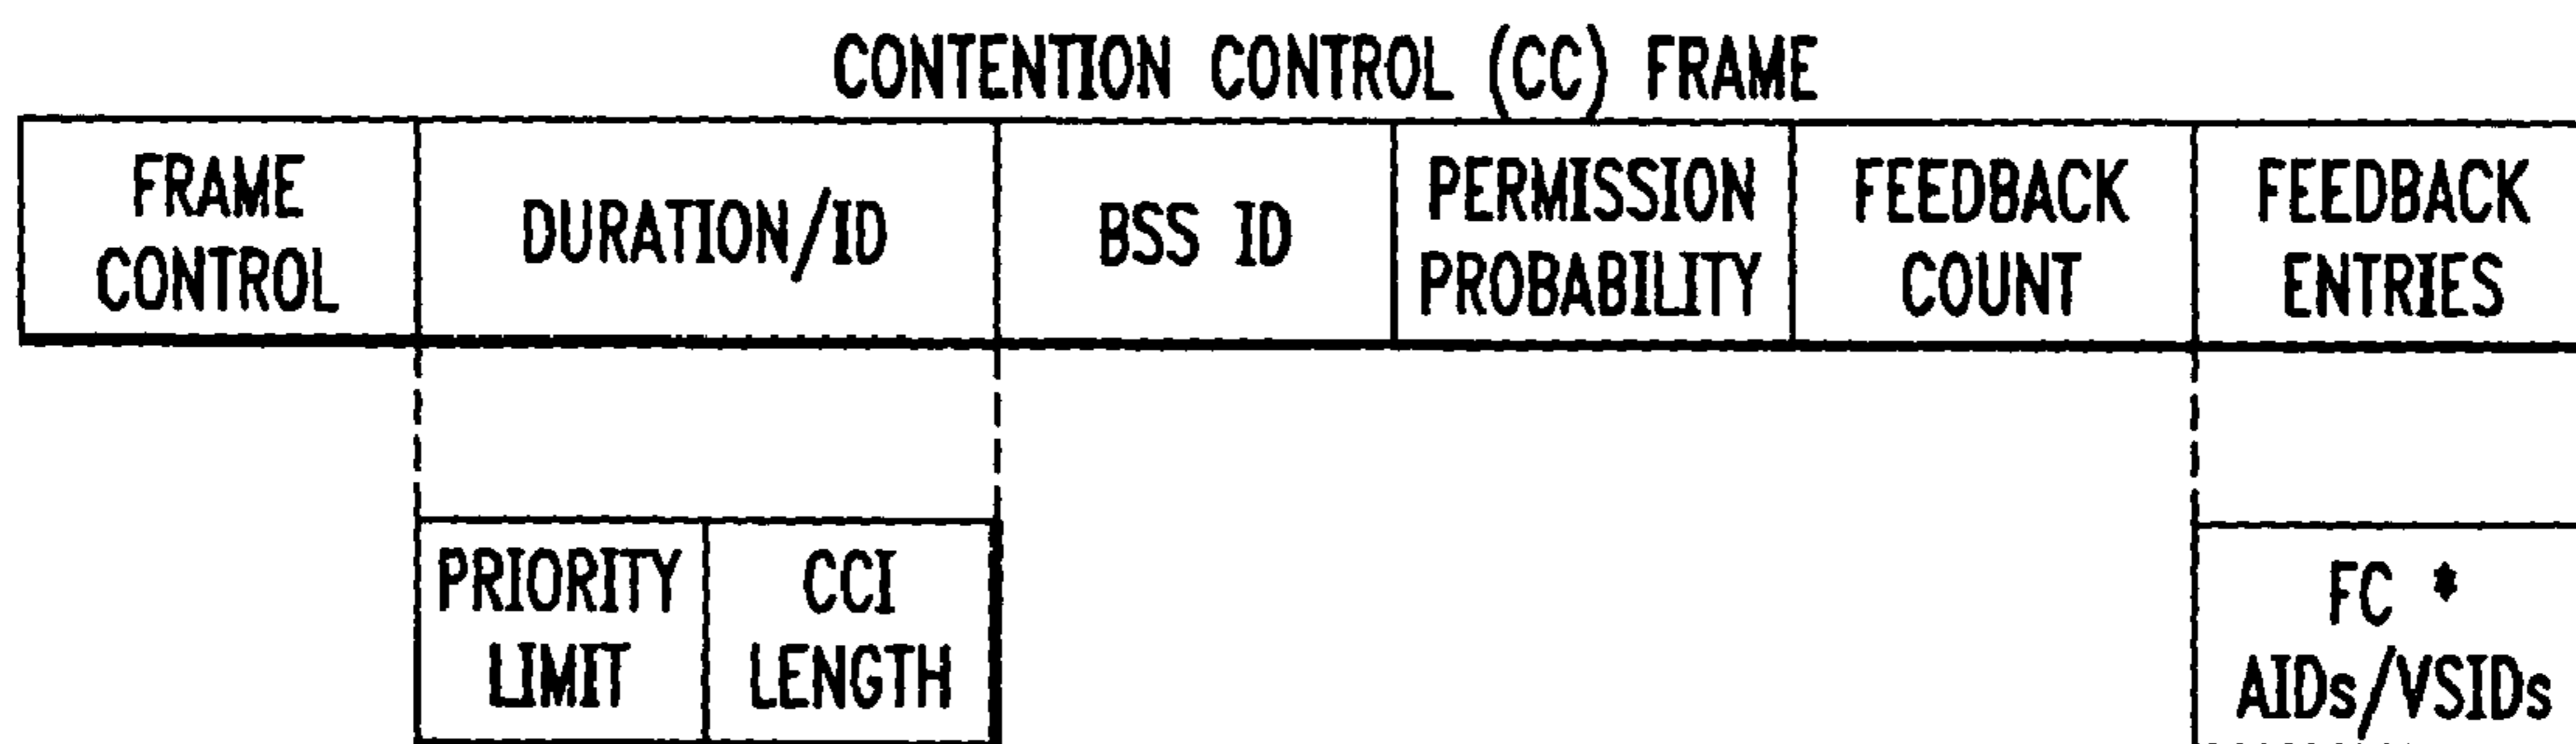 CONTENTION CONTROL (CC) FRAME
FRAME
CONTROL
DURATION/ID
BSS ID
PERMISSION
PROBABILITY
FEEDBACK
COUNT
FEEDBACK
ENTRIES
PRIORITY
LIMIT
CCI
LENGTH
FC *
AIDs/VSIDs